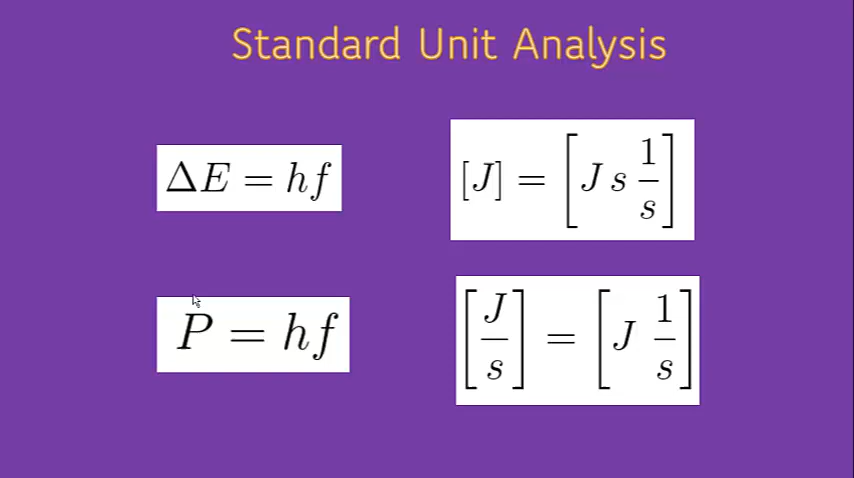 Standard Unit Analysis
ΔE = hf
[J] = [J s 1/s]
P = hf
[J/s] = [J 1/s]